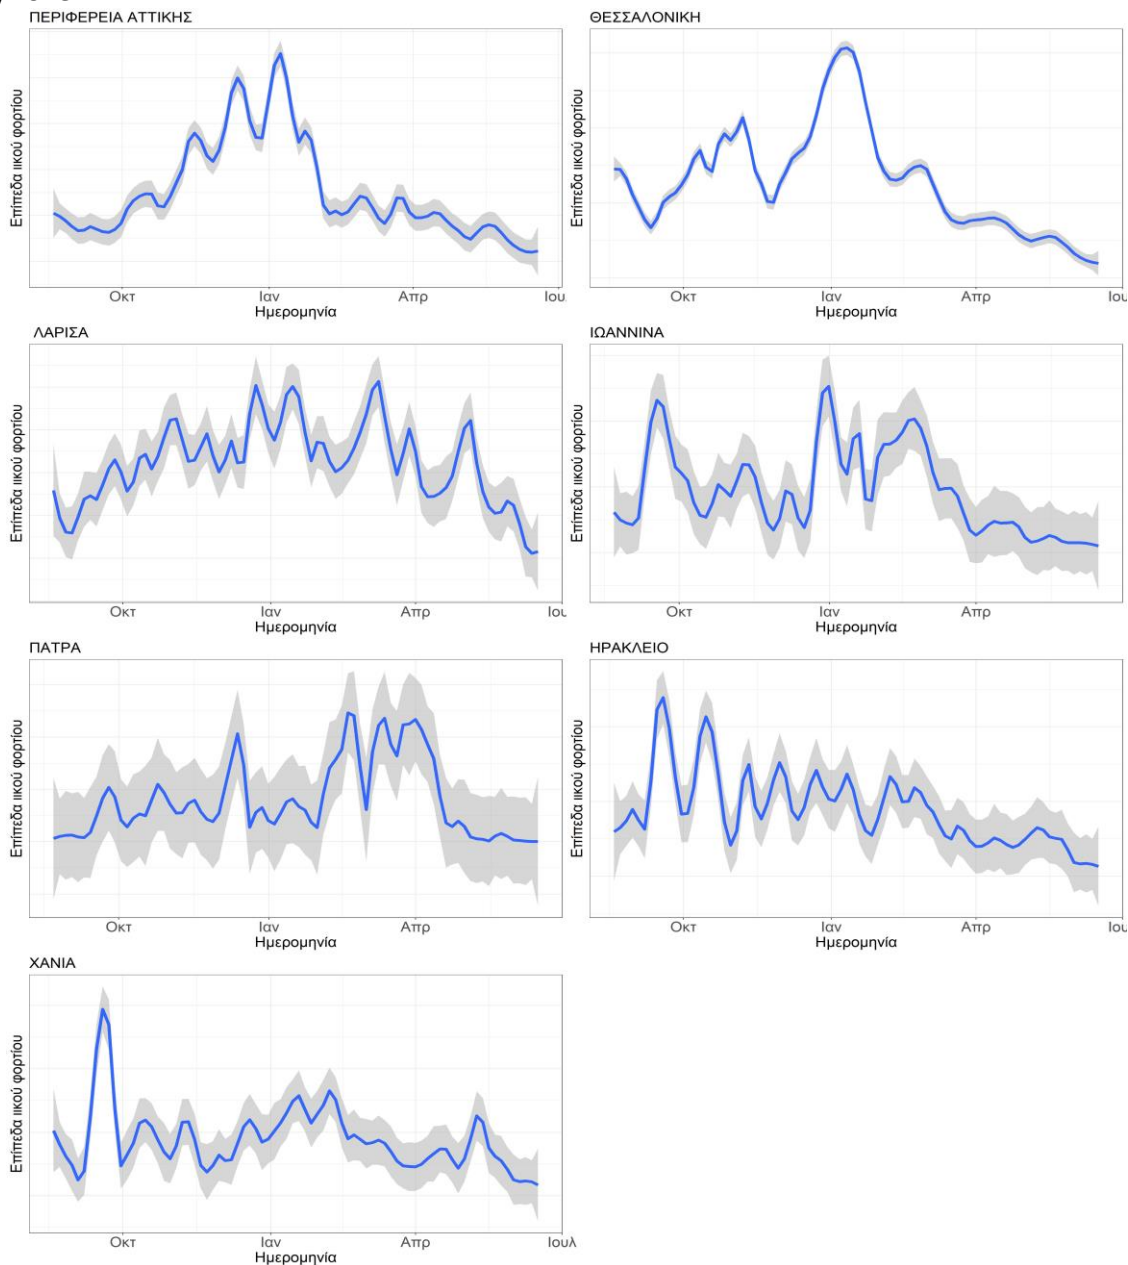 ΠΕΡΙΦΕΡΕΙΑ ΑΤΤΙΚΗΣ
Επίπεδα ιικού φορτίου
Οκτ Ιαν Απρ Ιου
Ημερομηνία
ΘΕΣΣΑΛΟΝΙΚΗ
Επίπεδα ιικού φορτίου
Οκτ Ιαν Απρ Ιου
Ημερομηνία
ΛΑΡΙΣΑ
Επίπεδα ιικού φορτίου
Οκτ Ιαν Απρ Ιου
Ημερομηνία
ΙΩΑΝΝΙΝΑ
Επίπεδα ιικού φορτίου
Οκτ Ιαν Απρ
Ημερομηνία
ΠΑΤΡΑ
Επίπεδα ιικού φορτίου
Οκτ Ιαν Απρ
Ημερομηνία
ΗΡΑΚΛΕΙΟ
Επίπεδα ιικού φορτίου
Οκτ Ιαν Απρ Ιου
Ημερομηνία
ΧΑΝΙΑ
Επίπεδα ιικού φορτίου
Οκτ Ιαν Απρ Ιουλ
Ημερομηνία